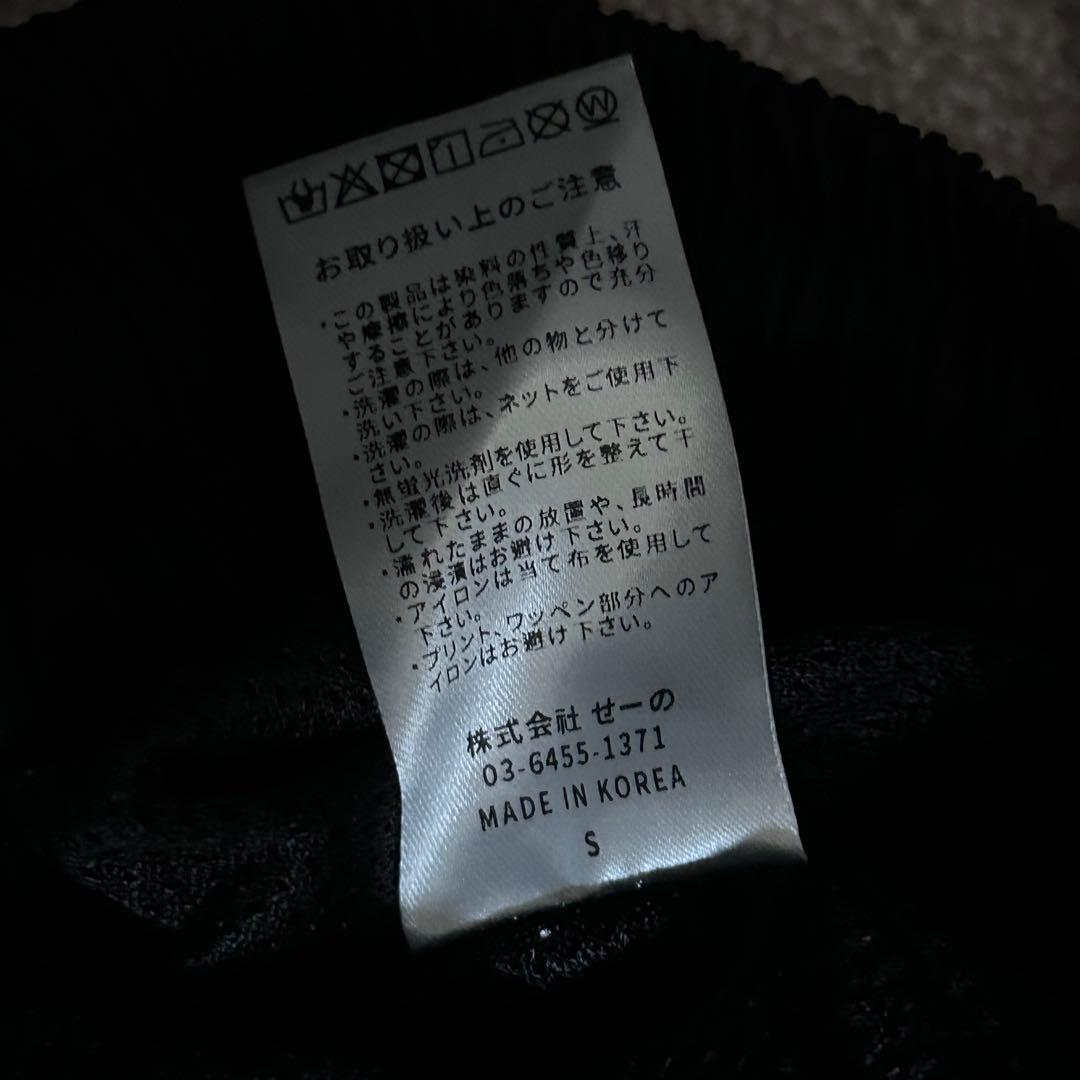 お取り扱い上のご注意
・この製品は染料の性質上、汗
や摩擦により色落ちや色移り
することがありますので充分
ご注意下さい。
・洗濯の際は、他の物と分けて
洗い下さい。
・洗濯の際は、ネットをご使用下
さい。
・無蛍光洗剤を使用して下さい。
・洗濯後は直ぐに形を整えて干
して下さい。
・濡れたままの放置や、長時間
の浸漬はお避け下さい。
・アイロンは当て布を使用して
下さい。
・プリント、ワッペン部分へのア
イロンはお避け下さい。
株式会社 せーの
03-6455-1371
MADE IN KOREA
S